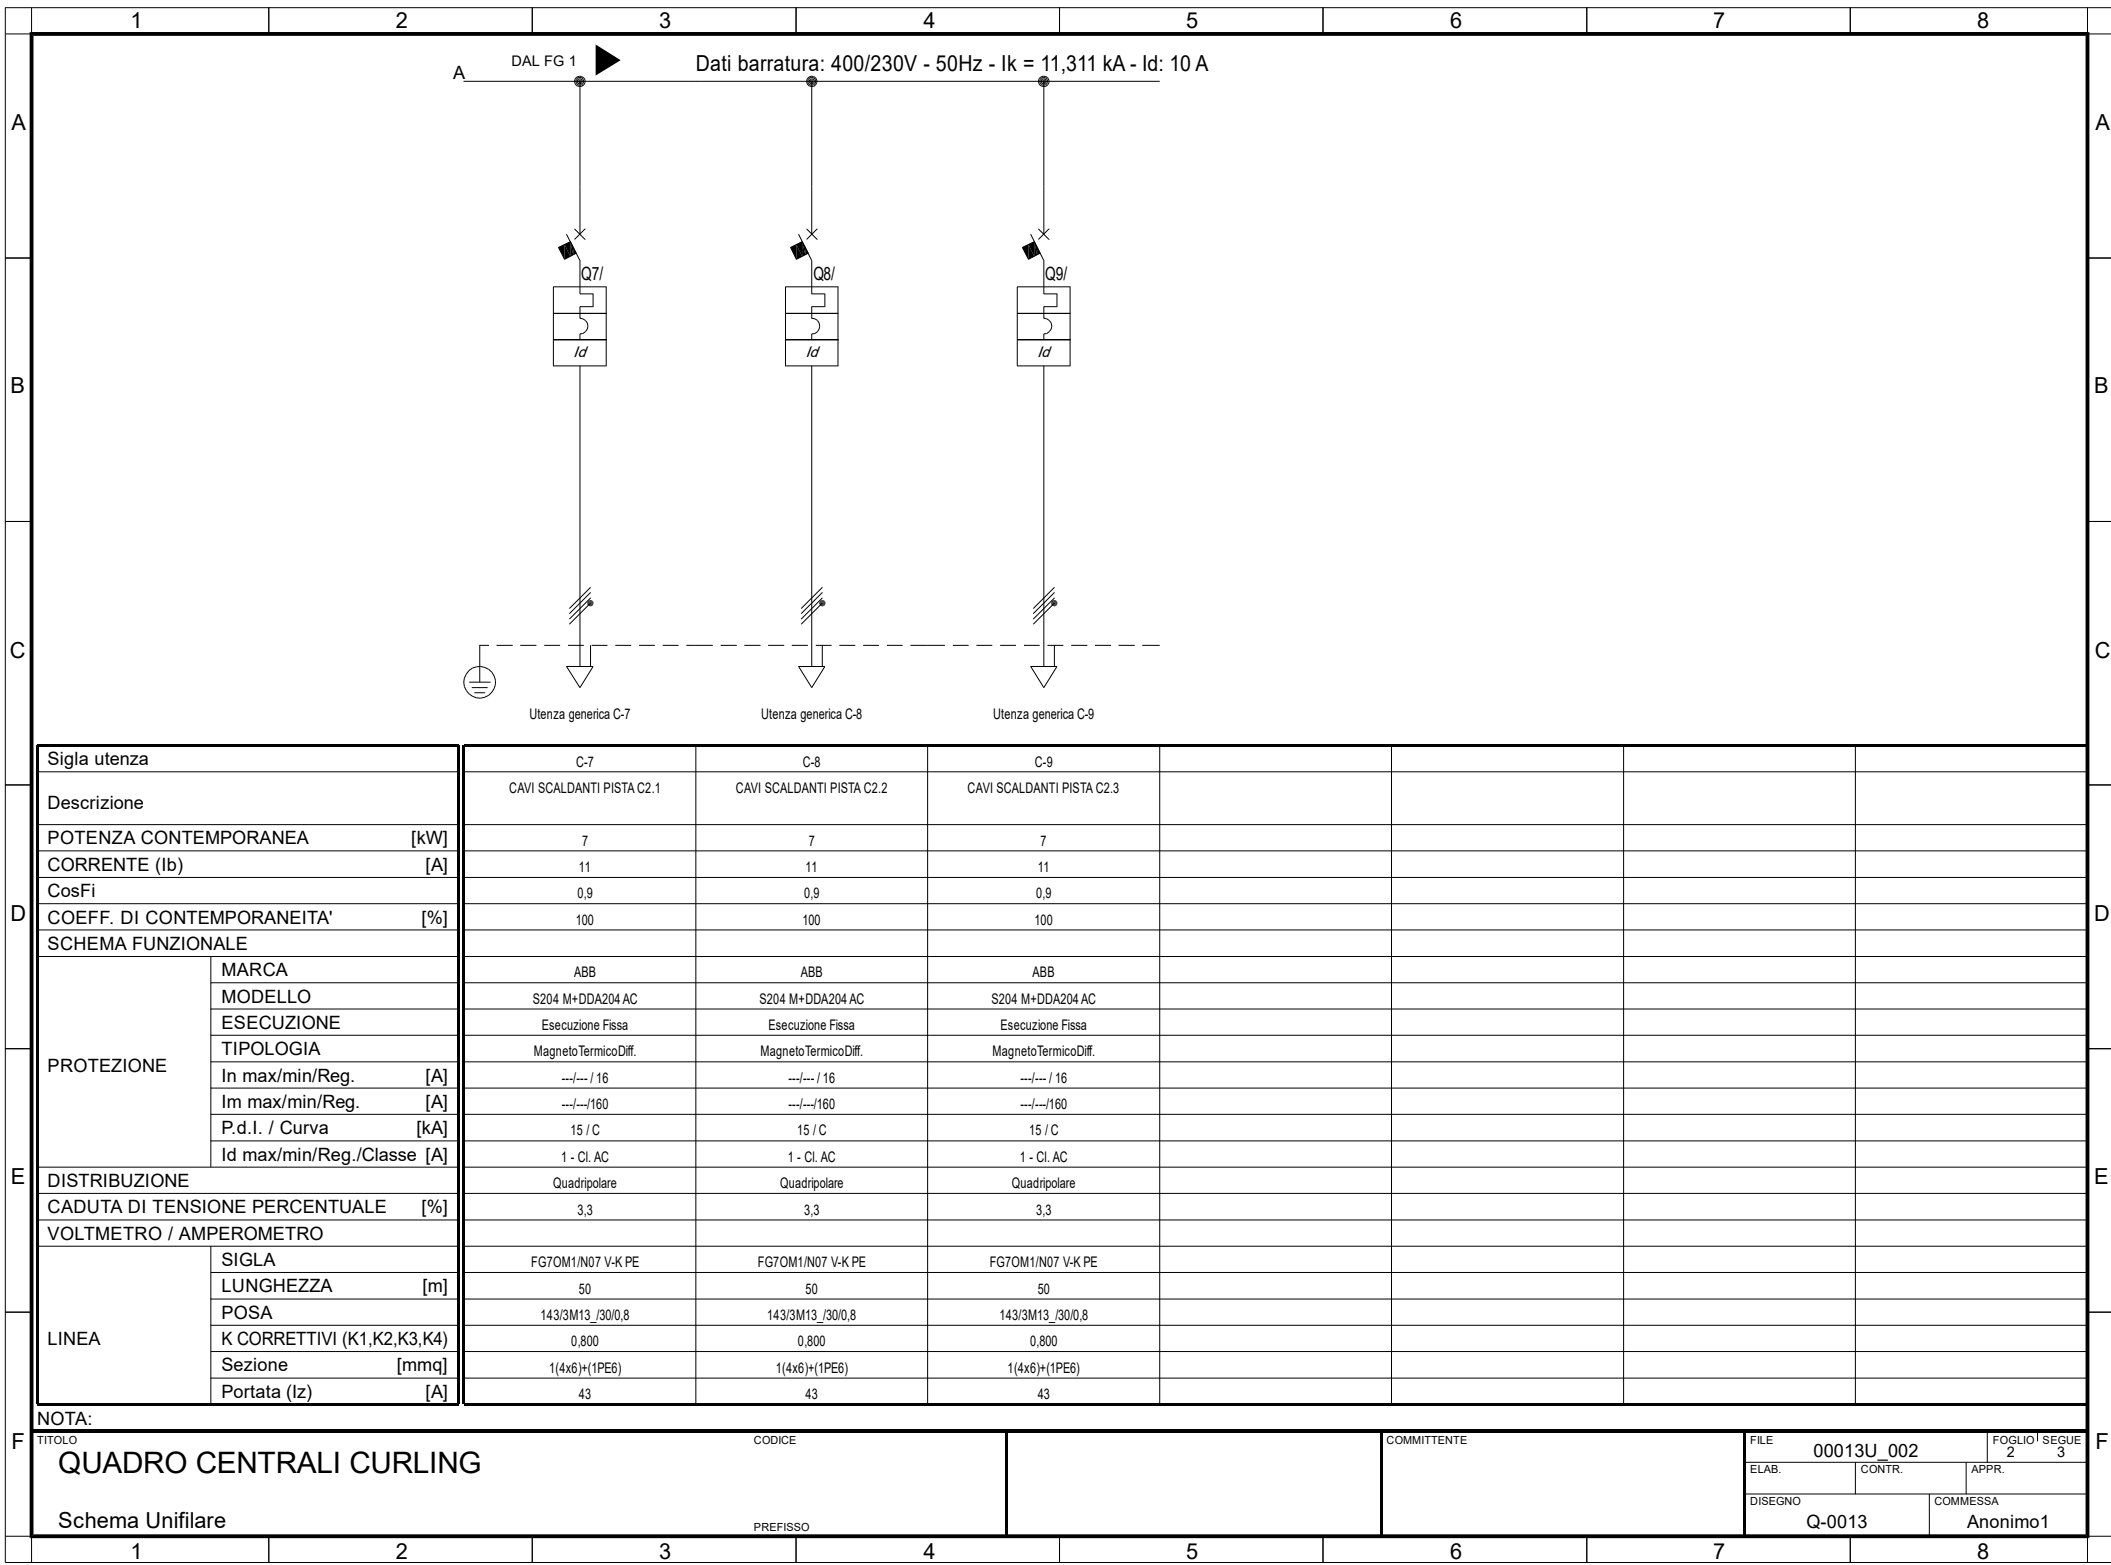 1 2 3 4 5 6 7 8
DAL FG 1
A
Dati barratura: 400/230V - 50Hz - Ik = 11,311 kA - Id: 10 A
A A
Q7/ Q8/ Q9/
Id Id Id
B B
C C
Utenza generica C-7 Utenza generica C-8 Utenza generica C-9
Sigla utenza C-7 C-8 C-9
Descrizione CAVI SCALDANTI PISTA C2.1 CAVI SCALDANTI PISTA C2.2 CAVI SCALDANTI PISTA C2.3
POTENZA CONTEMPORANEA [kW] 7 7 7
CORRENTE (Ib) [A] 11 11 11
CosFi 0,9 0,9 0,9
D D
COEFF. DI CONTEMPORANEITA' [%] 100 100 100
SCHEMA FUNZIONALE
PROTEZIONE
MARCA ABB ABB ABB
MODELLO S204 M+DDA204 AC S204 M+DDA204 AC S204 M+DDA204 AC
ESECUZIONE Esecuzione Fissa Esecuzione Fissa Esecuzione Fissa
TIPOLOGIA MagnetoTermicoDiff. MagnetoTermicoDiff. MagnetoTermicoDiff.
In max/min/Reg. [A] ---/--- / 16 ---/--- / 16 ---/--- / 16
Im max/min/Reg. [A] ---/---/160 ---/---/160 ---/---/160
P.d.I. / Curva [kA] 15 / C 15 / C 15 / C
Id max/min/Reg./Classe [A] 1 - Cl. AC 1 - Cl. AC 1 - Cl. AC
E E
DISTRIBUZIONE Quadripolare Quadripolare Quadripolare
CADUTA DI TENSIONE PERCENTUALE [%] 3,3 3,3 3,3
VOLTMETRO / AMPEROMETRO
LINEA
SIGLA FG7OM1/N07 V-K PE FG7OM1/N07 V-K PE FG7OM1/N07 V-K PE
LUNGHEZZA [m] 50 50 50
POSA 143/3M13_/30/0,8 143/3M13_/30/0,8 143/3M13_/30/0,8
K CORRETTIVI (K1,K2,K3,K4) 0,800 0,800 0,800
Sezione [mmq] 1(4x6)+(1PE6) 1(4x6)+(1PE6) 1(4x6)+(1PE6)
Portata (Iz) [A] 43 43 43
NOTA:
F F
TITOLO CODICE COMMITTENTE FILE FOGLIO SEGUE
QUADRO CENTRALI CURLING 00013U_002 2 3
ELAB. CONTR. APPR.
DISEGNO COMMESSA
Schema Unifilare PREFISSO Q-0013 Anonimo1
1 2 3 4 5 6 7 8